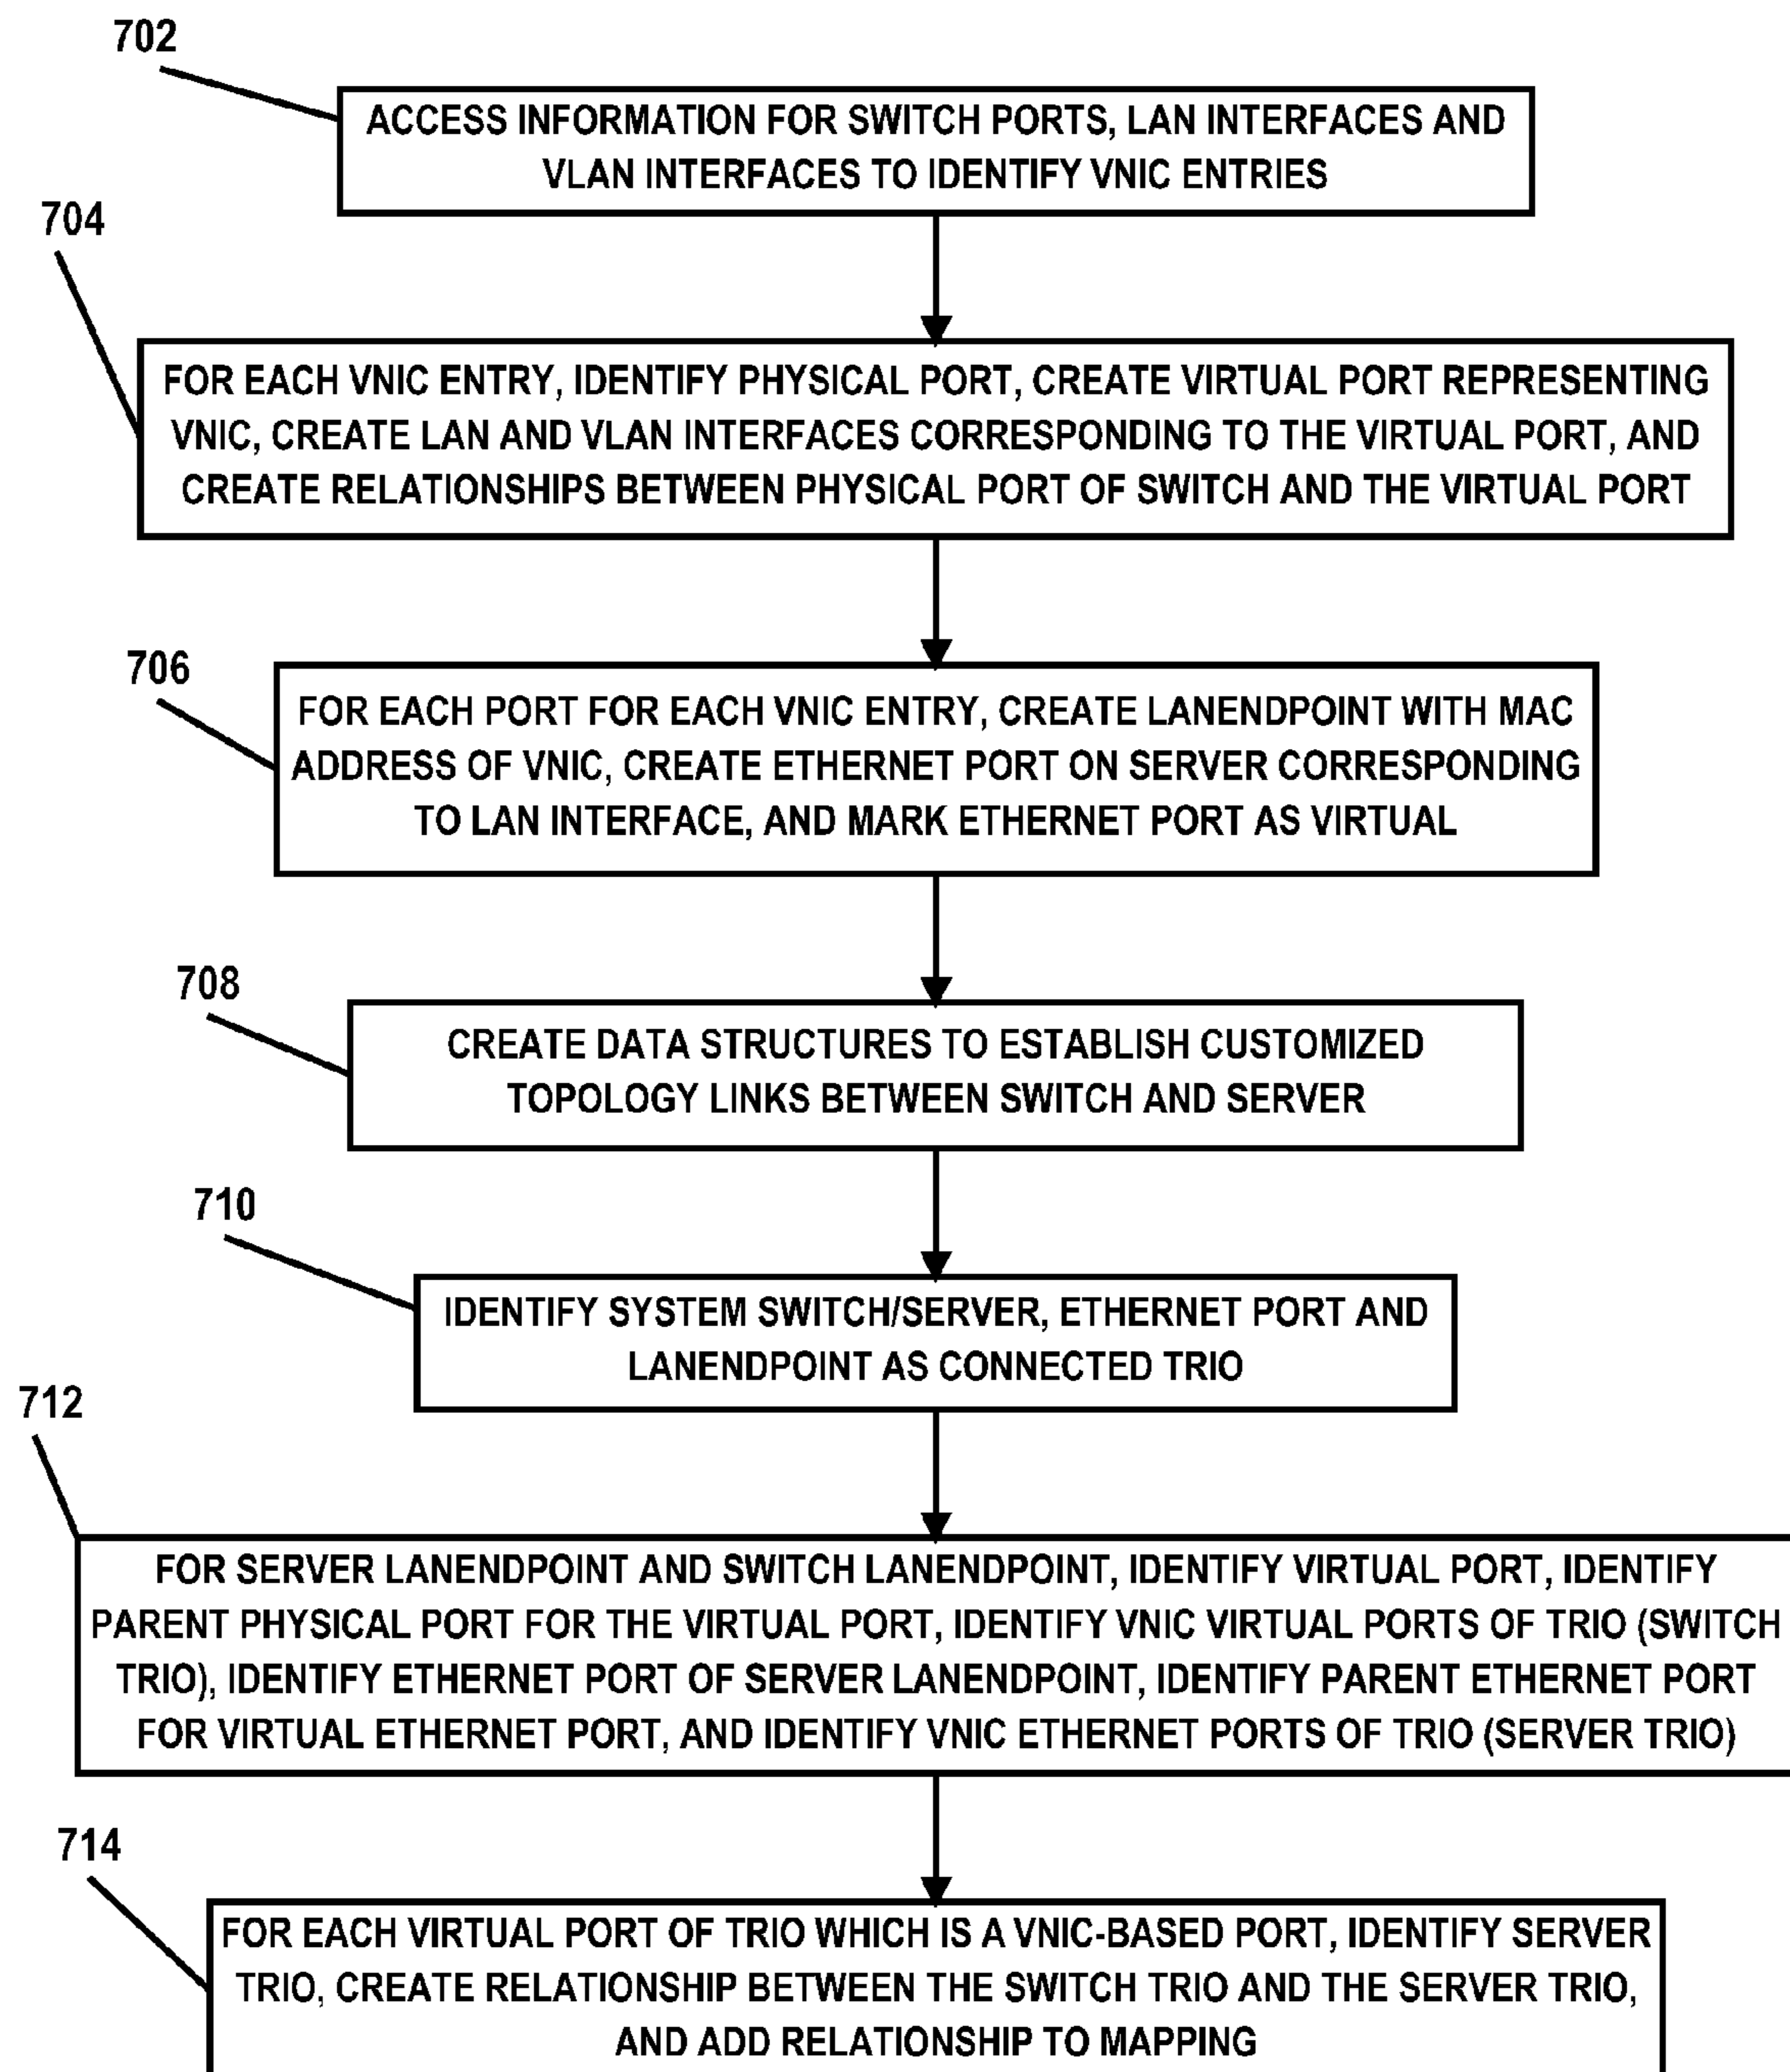 702
ACCESS INFORMATION FOR SWITCH PORTS, LAN INTERFACES AND
VLAN INTERFACES TO IDENTIFY VNIC ENTRIES
704
FOR EACH VNIC ENTRY, IDENTIFY PHYSICAL PORT, CREATE VIRTUAL PORT REPRESENTING
VNIC, CREATE LAN AND VLAN INTERFACES CORRESPONDING TO THE VIRTUAL PORT, AND
CREATE RELATIONSHIPS BETWEEN PHYSICAL PORT OF SWITCH AND THE VIRTUAL PORT
706
FOR EACH PORT FOR EACH VNIC ENTRY, CREATE LANENDPOINT WITH MAC
ADDRESS OF VNIC, CREATE ETHERNET PORT ON SERVER CORRESPONDING
TO LAN INTERFACE, AND MARK ETHERNET PORT AS VIRTUAL
708
CREATE DATA STRUCTURES TO ESTABLISH CUSTOMIZED
TOPOLOGY LINKS BETWEEN SWITCH AND SERVER
710
IDENTIFY SYSTEM SWITCH/SERVER, ETHERNET PORT AND
LANENDPOINT AS CONNECTED TRIO
712
FOR SERVER LANENDPOINT AND SWITCH LANENDPOINT, IDENTIFY VIRTUAL PORT, IDENTIFY
PARENT PHYSICAL PORT FOR THE VIRTUAL PORT, IDENTIFY VNIC VIRTUAL PORTS OF TRIO (SWITCH
TRIO), IDENTIFY ETHERNET PORT OF SERVER LANENDPOINT, IDENTIFY PARENT ETHERNET PORT
FOR VIRTUAL ETHERNET PORT, AND IDENTIFY VNIC ETHERNET PORTS OF TRIO (SERVER TRIO)
714
FOR EACH VIRTUAL PORT OF TRIO WHICH IS A VNIC-BASED PORT, IDENTIFY SERVER
TRIO, CREATE RELATIONSHIP BETWEEN THE SWITCH TRIO AND THE SERVER TRIO,
AND ADD RELATIONSHIP TO MAPPING